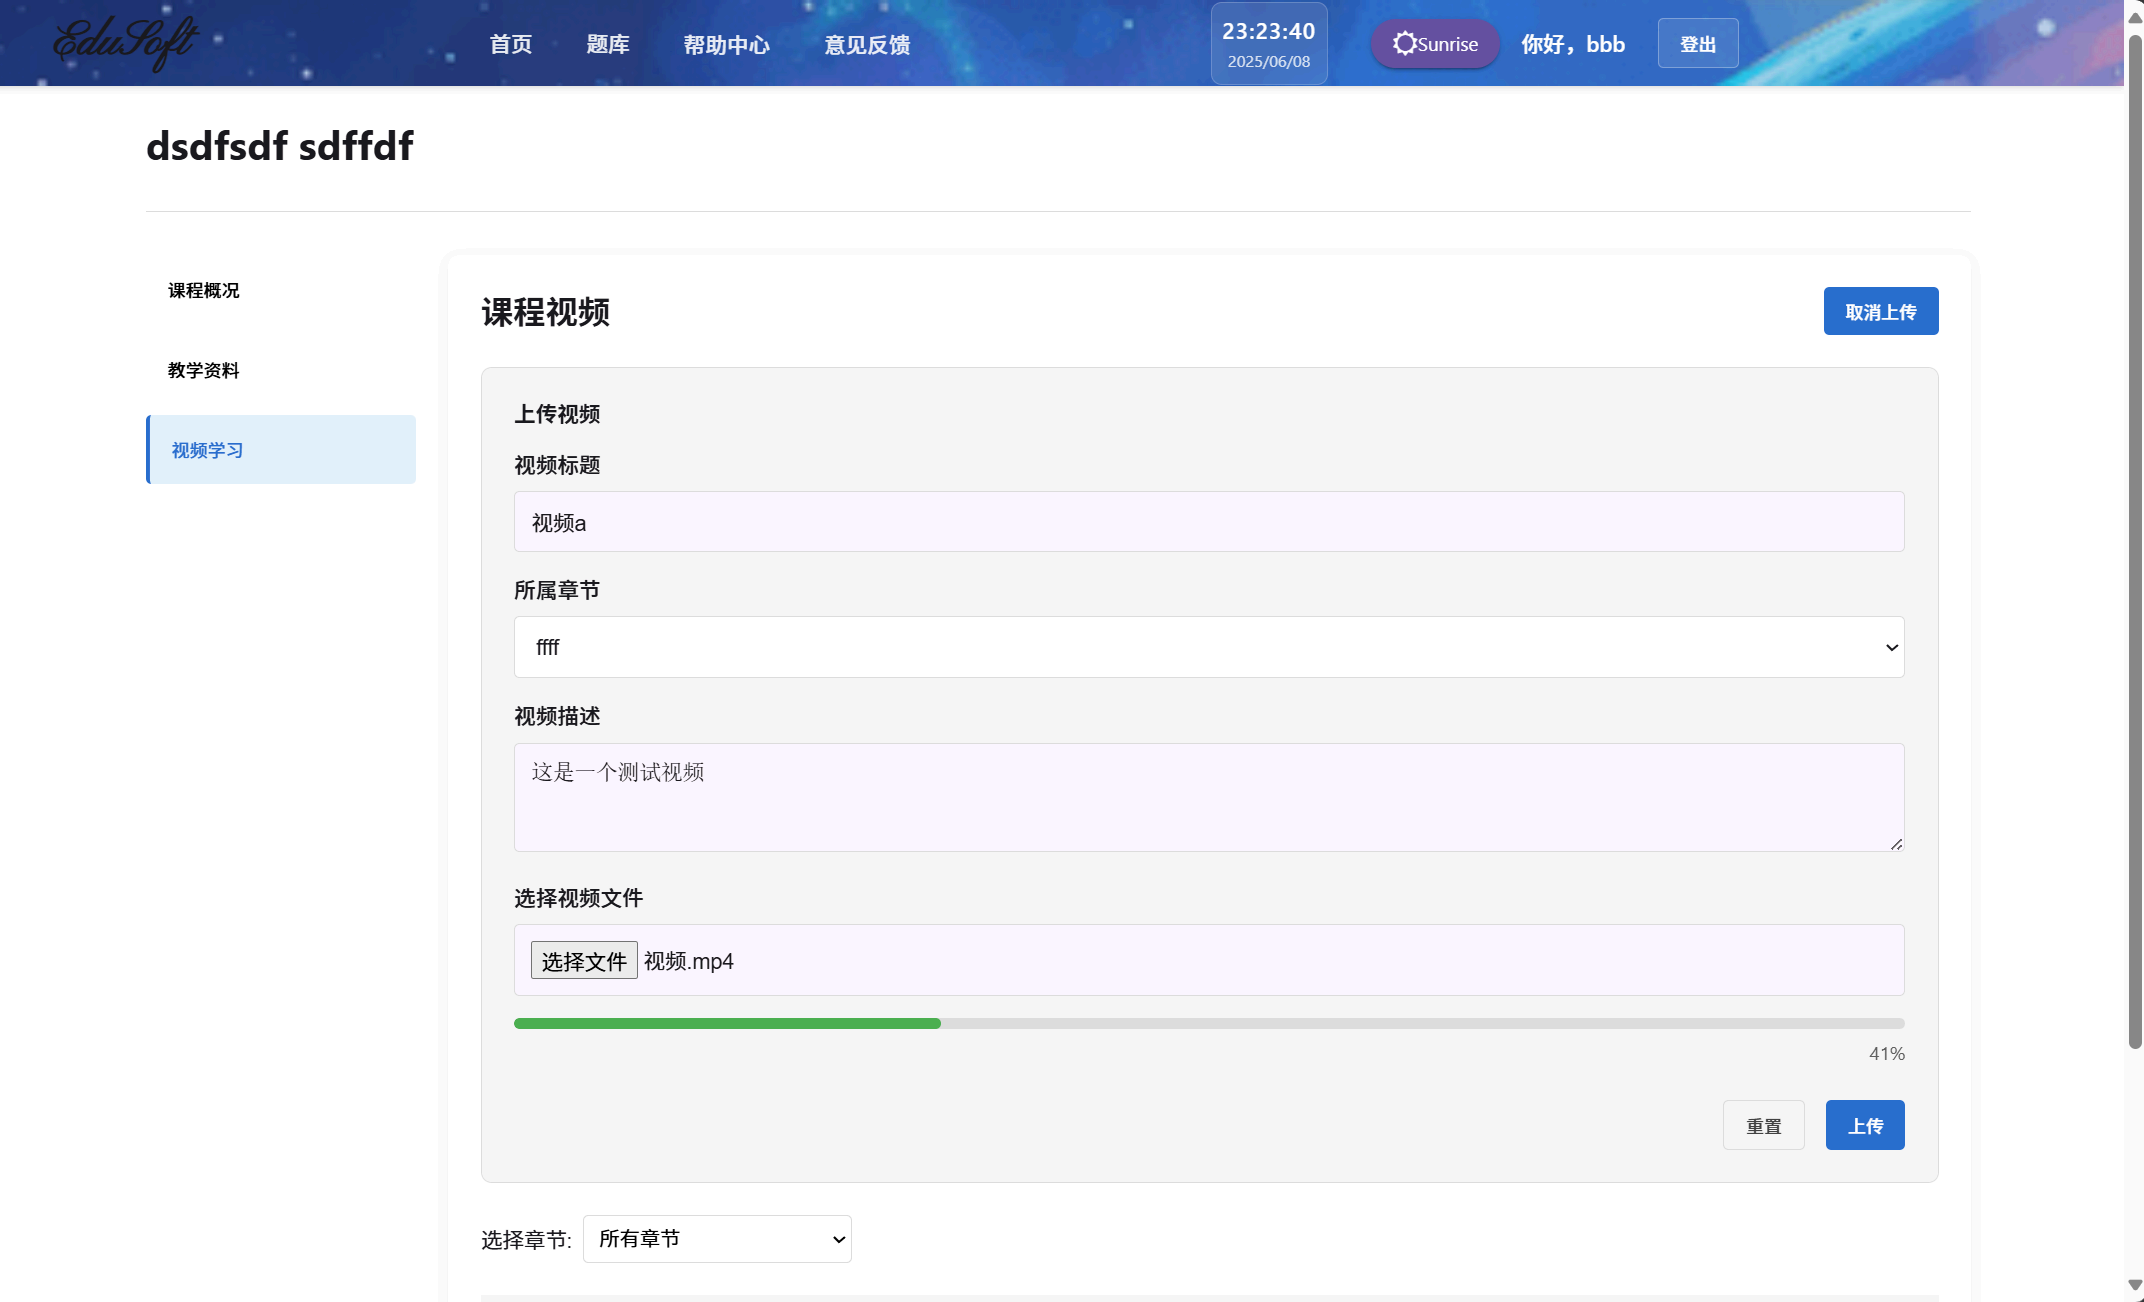 EduSoft
首页
题库
帮助中心
意见反馈
23:23:40
2025/06/08
Sunrise
你好，bbb
登出
dsdfsdf sdffdf
课程概况
教学资料
视频学习
课程视频
取消上传
上传视频
视频标题
视频a
所属章节
ffff
视频描述
这是一个测试视频
选择视频文件
选择文件 视频.mp4
41%
重置
上传
选择章节: 所有章节